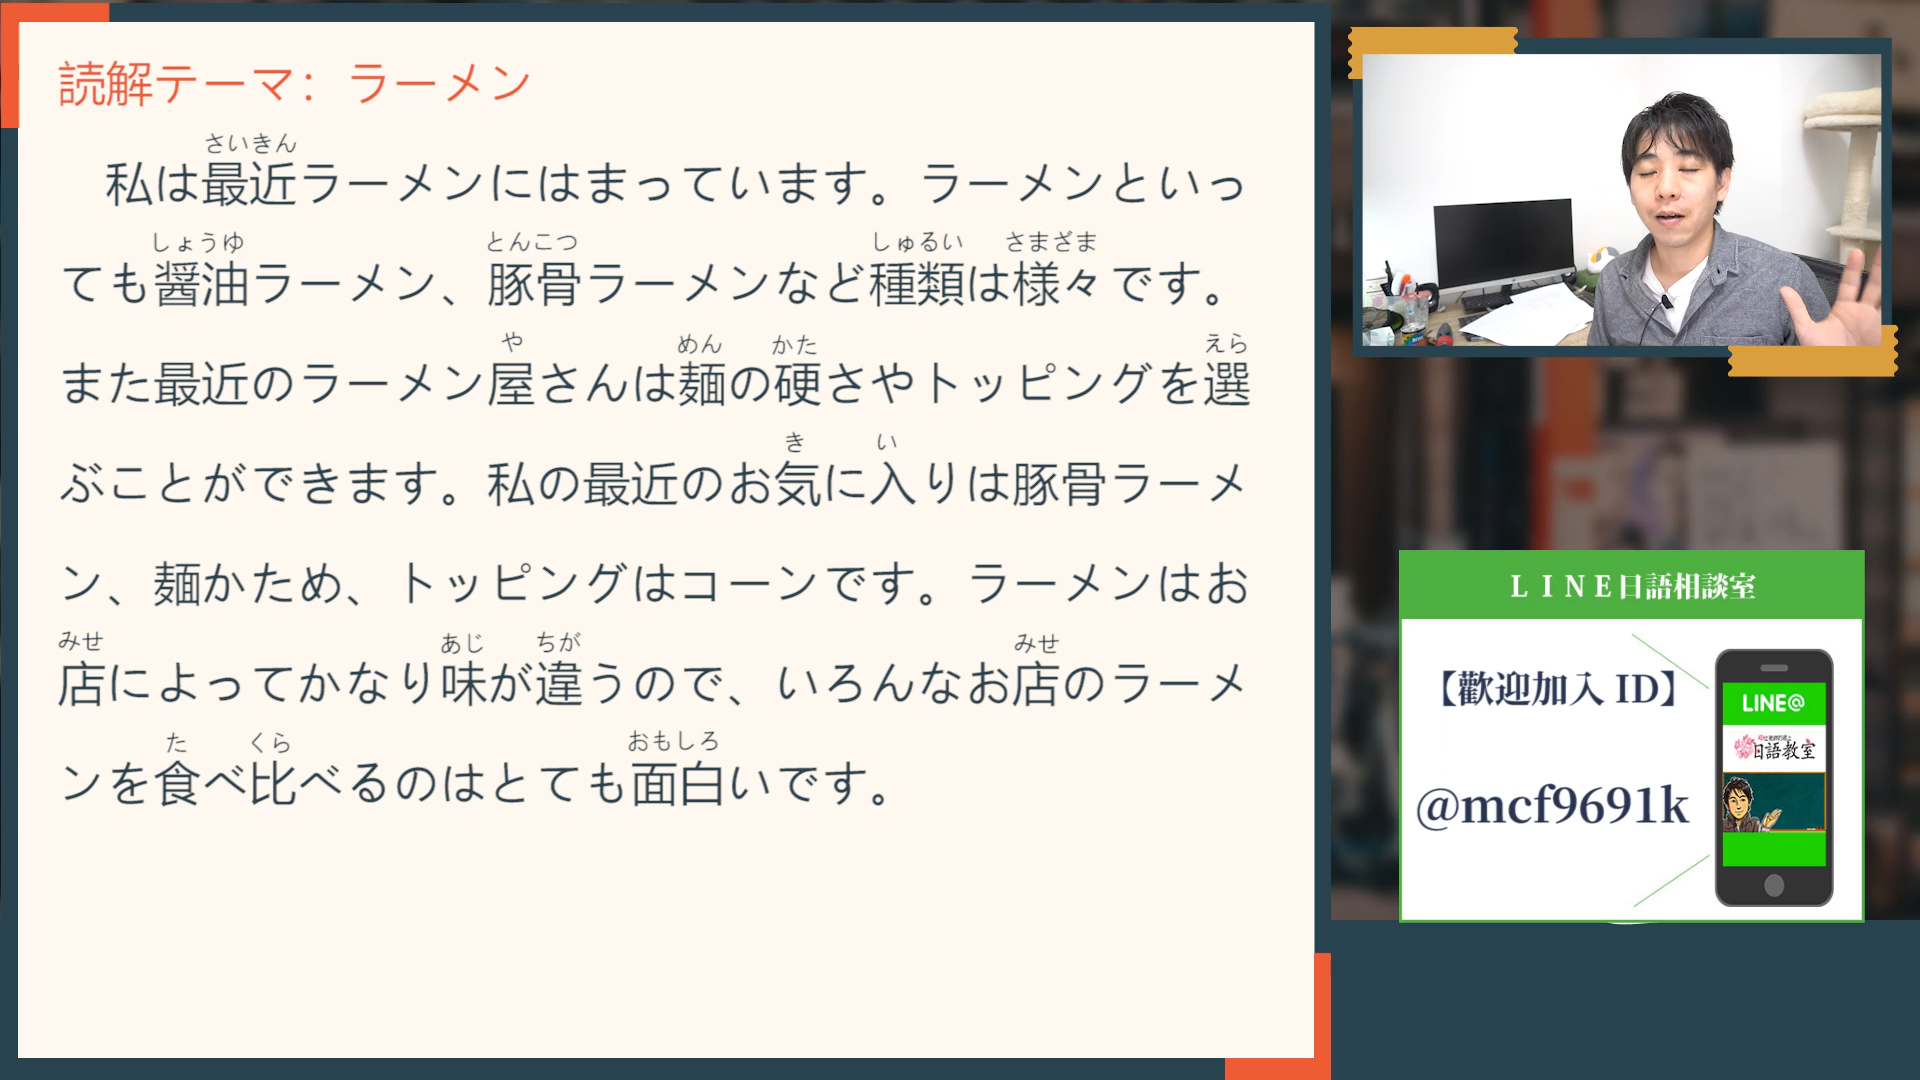 読解テーマ：ラーメン
さいきん
私は最近ラーメンにはまっています。ラーメンといっ
しょうゆ とんこつ しゅるい さまざま
ても醤油ラーメン、豚骨ラーメンなど種類は様々です。
や めん かた えら
また最近のラーメン屋さんは麺の硬さやトッピングを選
き い
ぶことができます。私の最近のお気に入りは豚骨ラーメ
ン、麺かため、トッピングはコーンです。ラーメンはお
みせ あじ ちが みせ
店によってかなり味が違うので、いろんなお店のラーメ
た くら おもしろ
ンを食べ比べるのはとても面白いです。
ＬＩＮＥ日語相談室
【歡迎加入 ID】
@mcf9691k
LINE@
日語教室